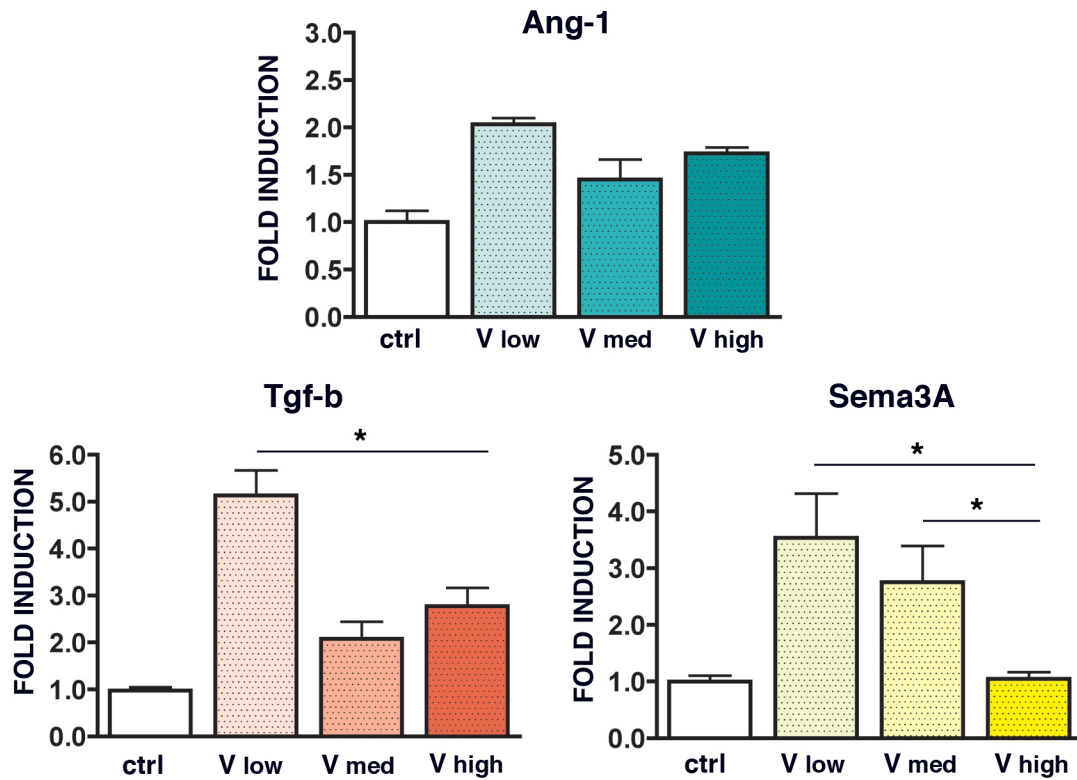 Ang-1
FOLD INDUCTION
3.0
2.5
2.0
1.5
1.0
0.5
0.0
ctrl V low V med V high
Tgf-b
*
FOLD INDUCTION
6.0
5.0
4.0
3.0
2.0
1.0
0.0
ctrl V low V med V high
Sema3A
*
*
FOLD INDUCTION
5.0
4.0
3.0
2.0
1.0
0.0
ctrl V low V med V high